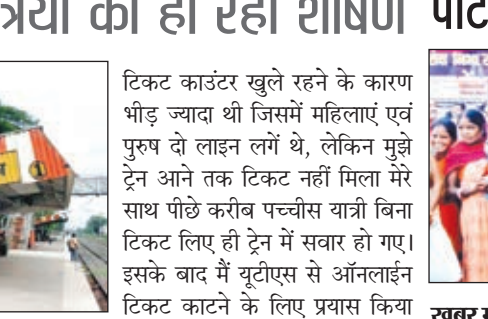 त्रियों का हो रहा शोषण
टिकट काउंटर खुले रहने के कारण
भीड़ ज्यादा थी जिसमें महिलाएं एवं
पुरुष दो लाइन लगें थे, लेकिन मुझे
ट्रेन आने तक टिकट नहीं मिला मेरे
साथ पीछे करीब पच्चीस यात्री बिना
टिकट लिए ही ट्रेन में सवार हो गए।
इसके बाद मैं यूटीएस से ऑनलाईन
टिकट काटने के लिए प्रयास किया
1